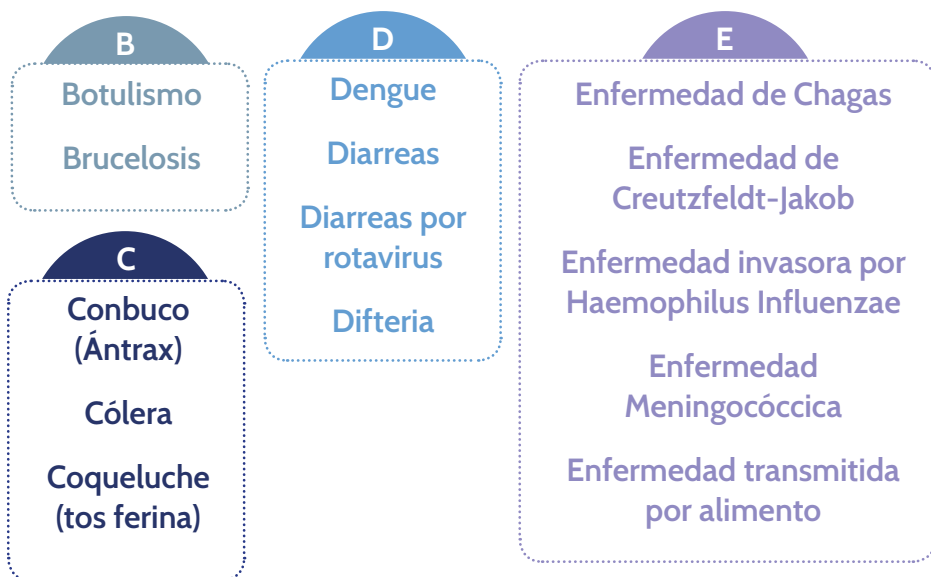 B
Botulismo
Brucelosis
C
Conbuco
(Ántrax)
Cólera
Coqueluche
(tos ferina)
D
Dengue
Diarreas
Diarreas por
rotavirus
Difteria
E
Enfermedad de Chagas
Enfermedad de
Creutzfeldt-Jakob
Enfermedad invasora por
Haemophilus Influenzae
Enfermedad
Meningocóccica
Enfermedad transmitida
por alimento